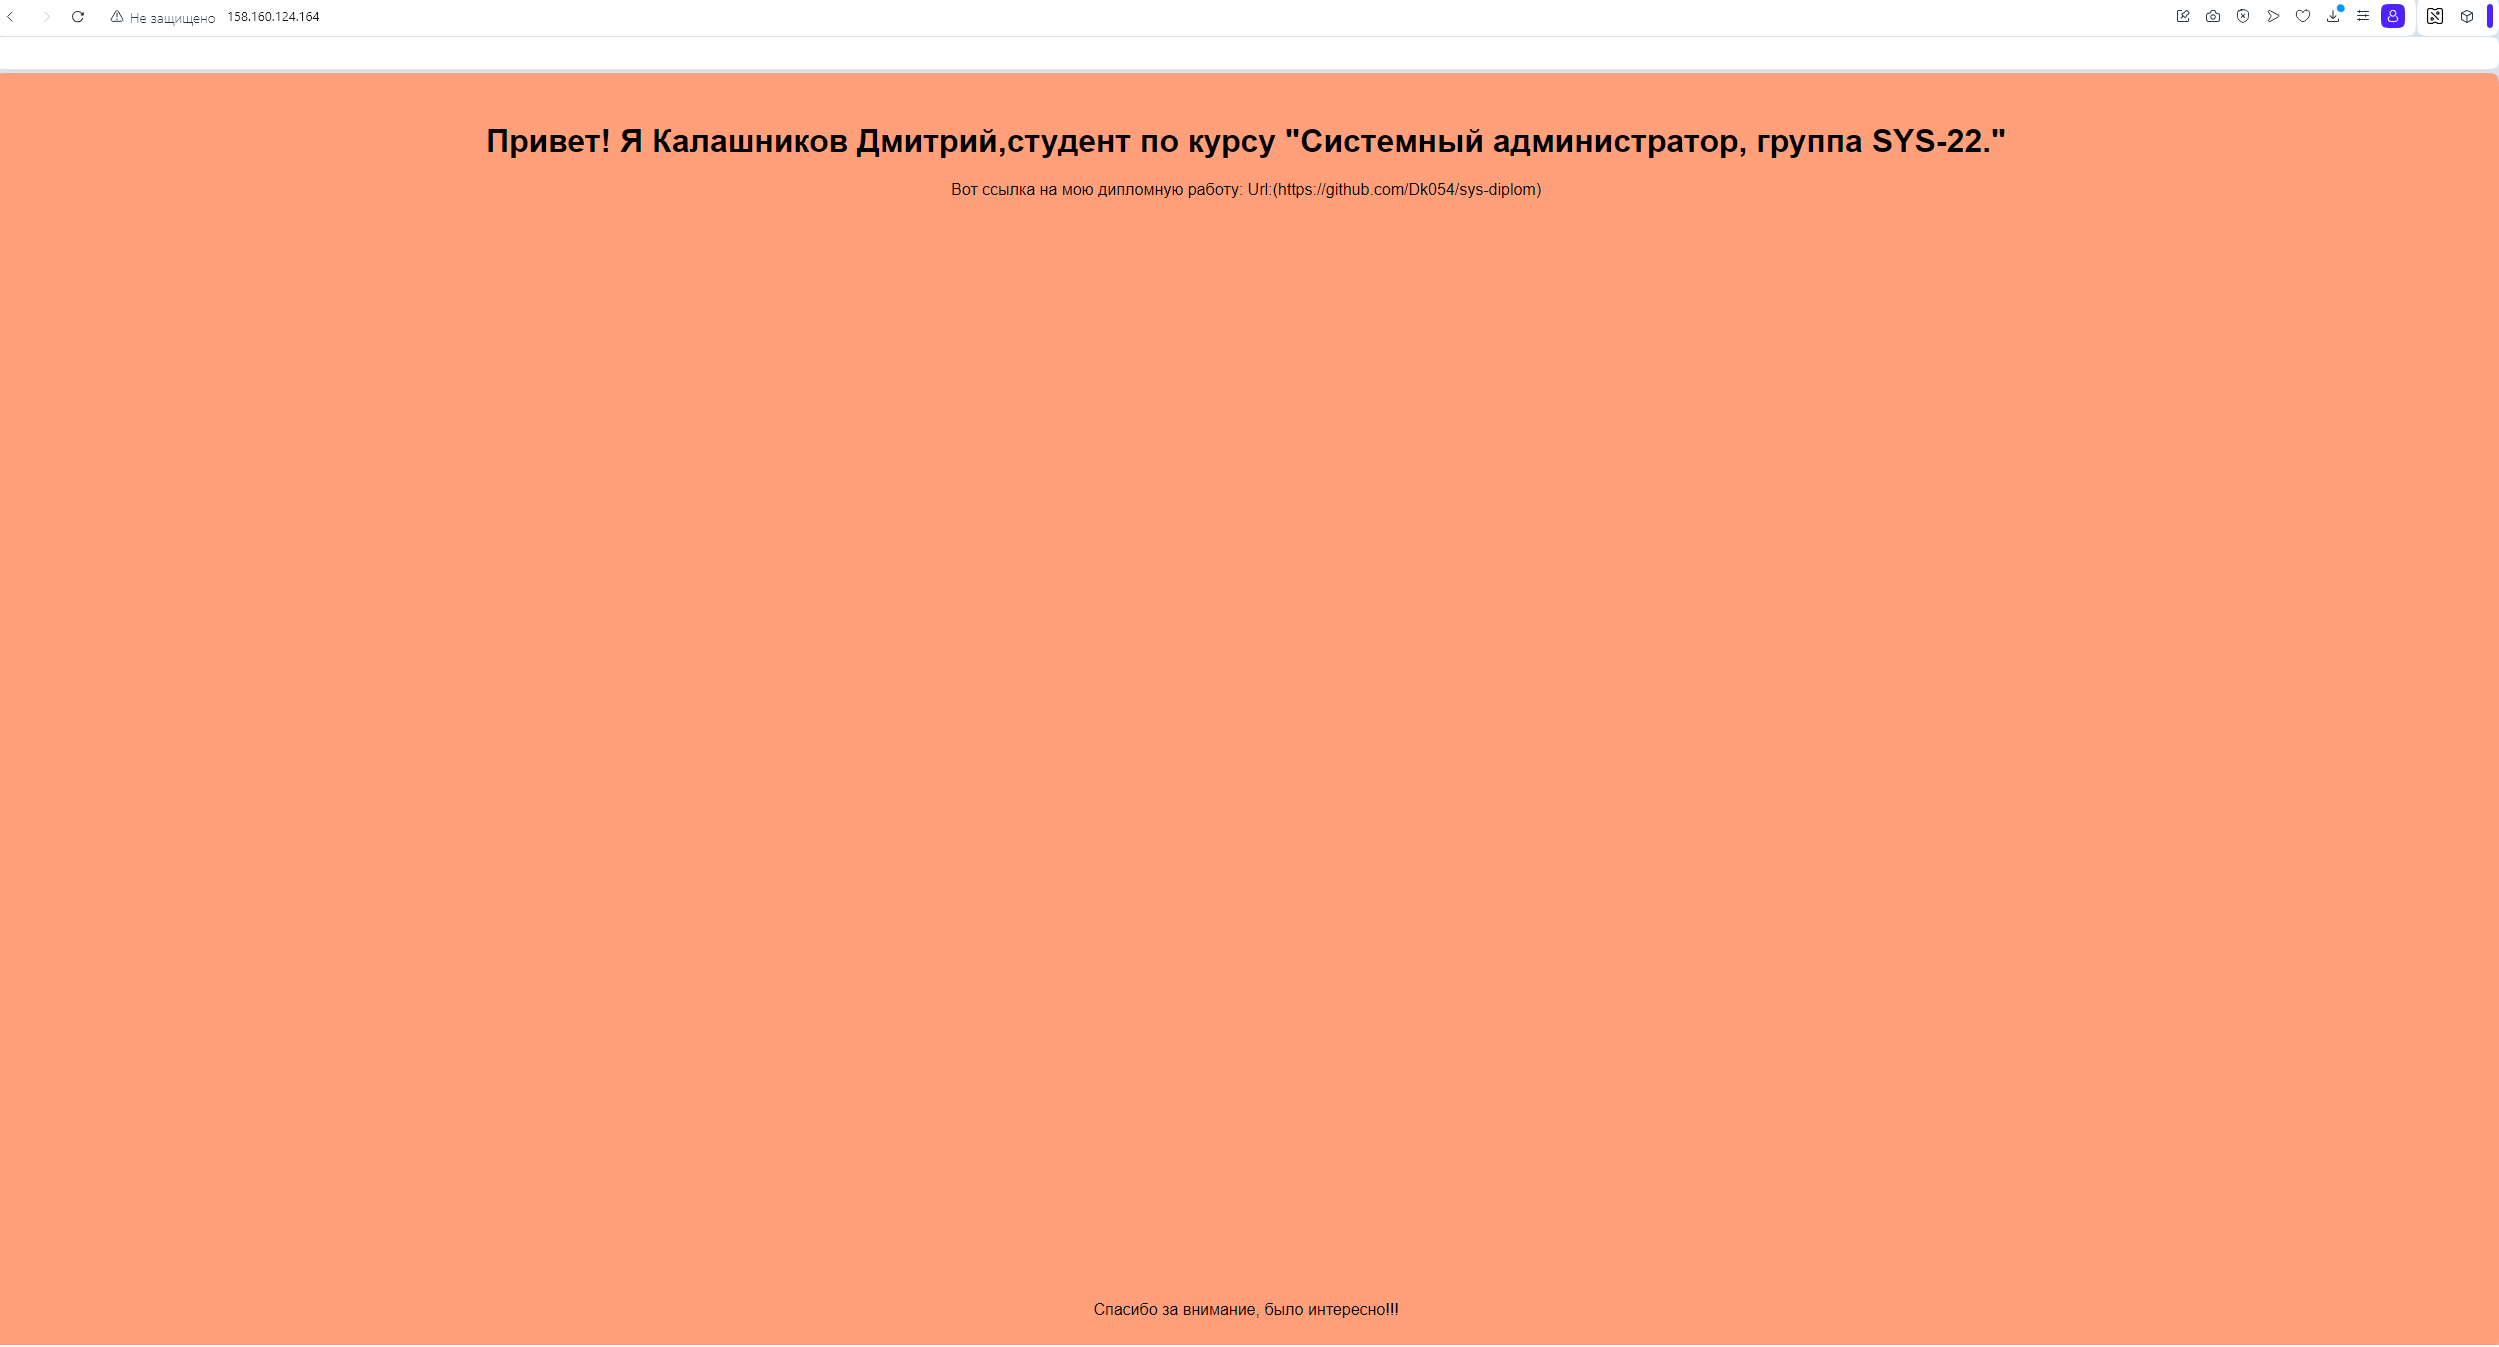 Не защищено 158.160.124.164
Привет! Я Калашников Дмитрий,студент по курсу "Системный администратор, группа SYS-22."
Вот ссылка на мою дипломную работу: Url:(https://github.com/Dk054/sys-diplom)
Спасибо за внимание, было интересно!!!